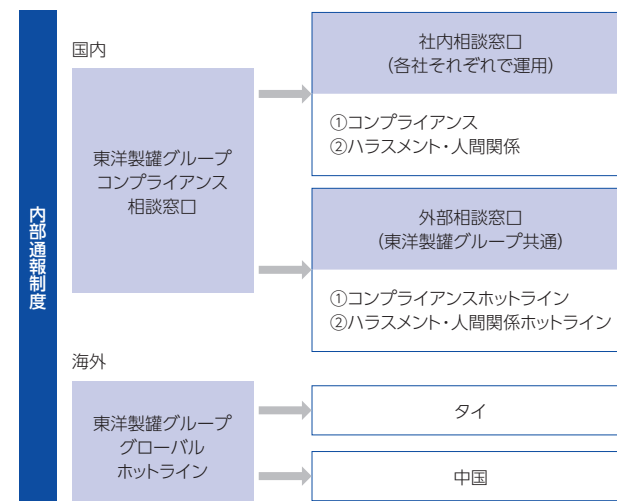 内部通報制度
国内
東洋製罐グループ
コンプライアンス
相談窓口
社内相談窓口
(各社それぞれで運用)
①コンプライアンス
②ハラスメント・人間関係
外部相談窓口
(東洋製罐グループ共通)
①コンプライアンスホットライン
②ハラスメント・人間関係ホットライン
海外
東洋製罐グループ
グローバル
ホットライン
タイ
中国